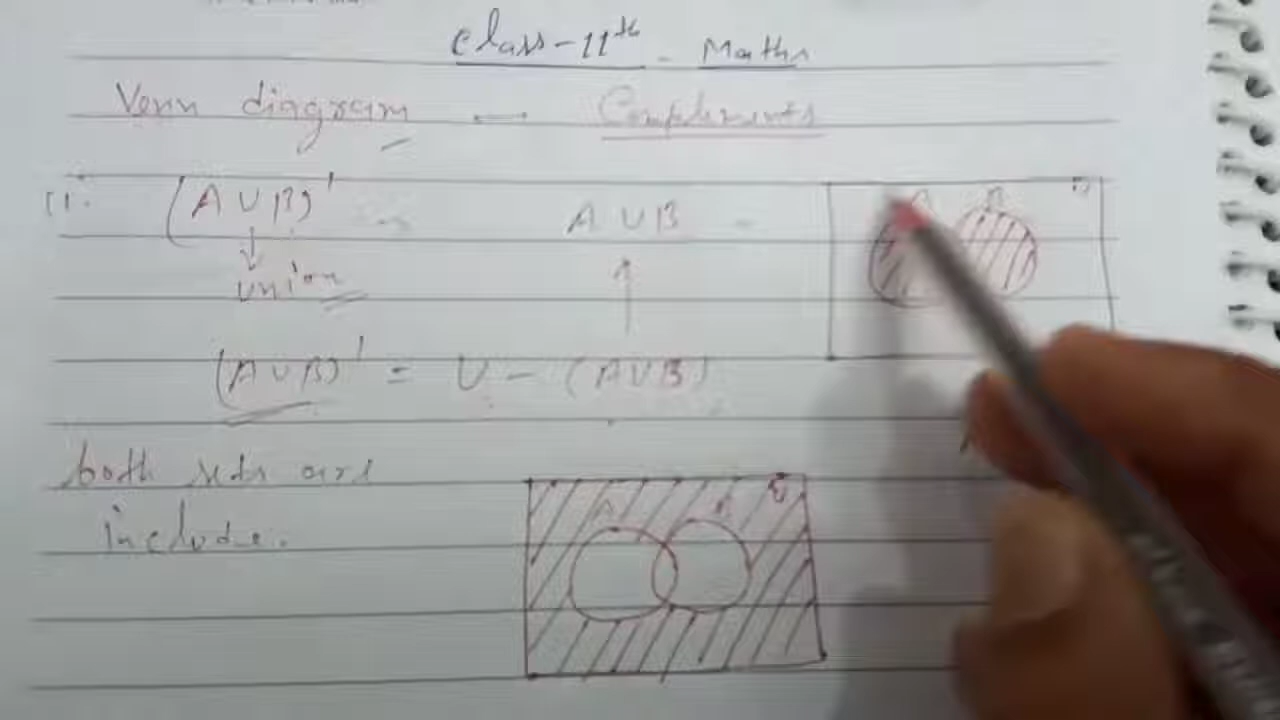 Class-11th - Maths
Venn diagram - Complements
(1). (A∪B)' A∪B
A B U
union
(A∪B)' = U - (A∪B)
both sets are
include.
A B U